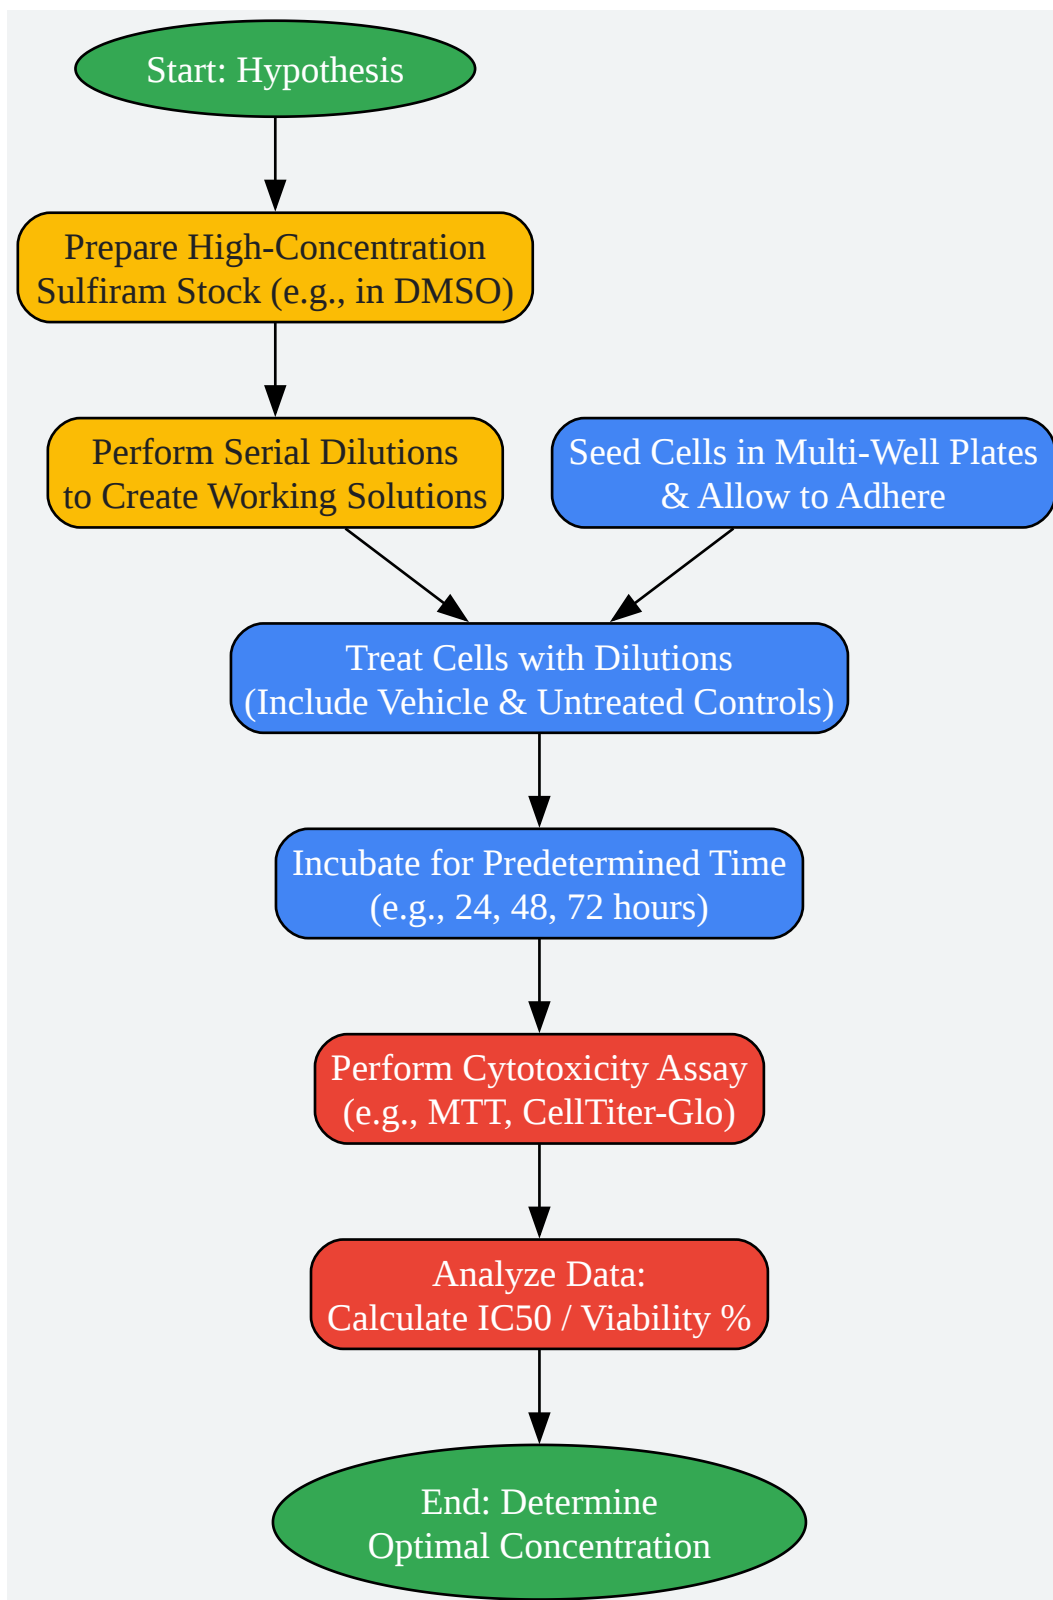 Start: Hypothesis
Prepare High-Concentration
Sulfiram Stock (e.g., in DMSO)
Perform Serial Dilutions
to Create Working Solutions
Seed Cells in Multi-Well Plates
& Allow to Adhere
Treat Cells with Dilutions
(Include Vehicle & Untreated Controls)
Incubate for Predetermined Time
(e.g., 24, 48, 72 hours)
Perform Cytotoxicity Assay
(e.g., MTT, CellTiter-Glo)
Analyze Data:
Calculate IC50 / Viability %
End: Determine
Optimal Concentration